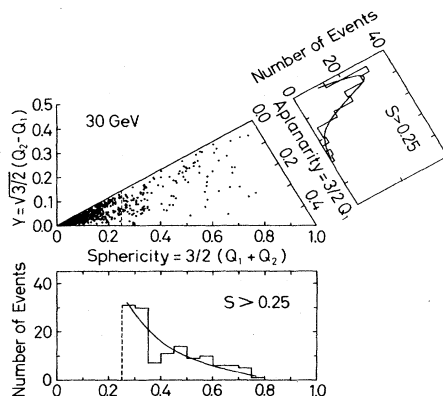 Number of Events
0
20
40
S>0.25
Aplanarity = 3/2 Q₁
0.0
0.2
0.4
30 GeV
Y=√3/2 (Q₂-Q₁)
0.5
0.4
0.3
0.2
0.1
0.0
0 0.2 0.4 0.6 0.8 1.0
Sphericity = 3/2 (Q₁+Q₂)
Number of Events
40
20
0
S > 0.25
0 0.2 0.4 0.6 0.8 1.0